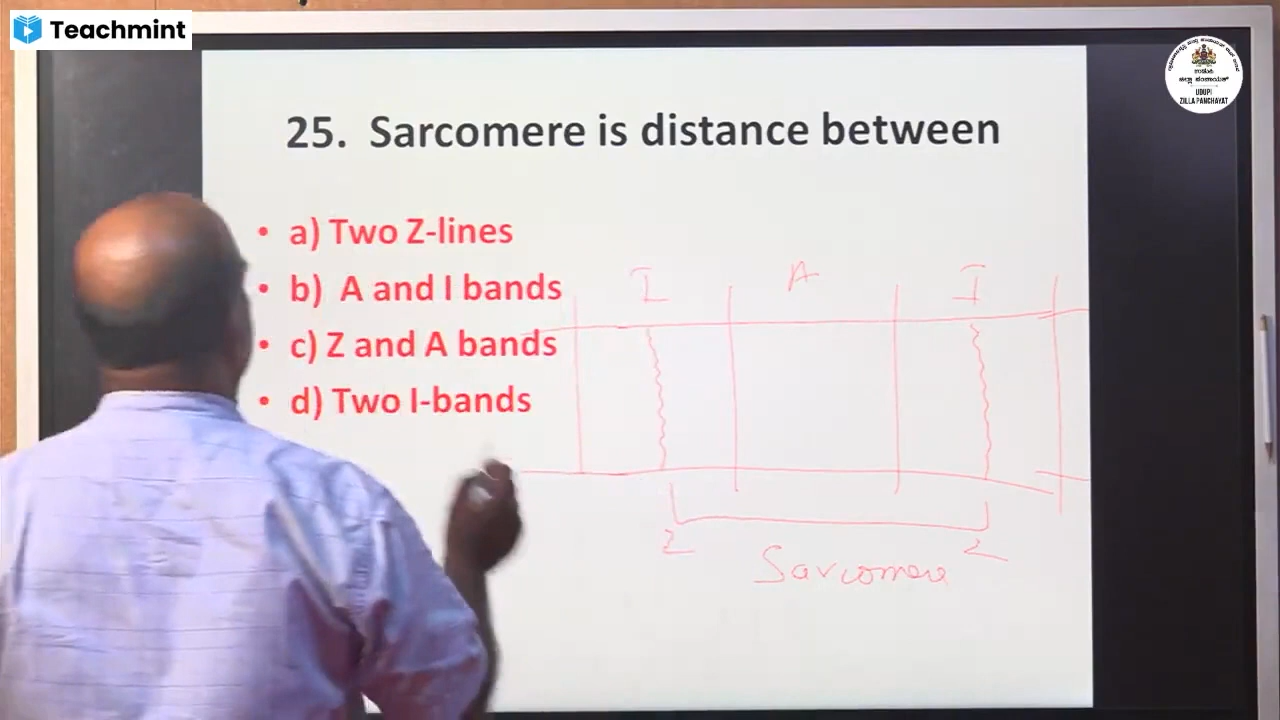 Teachmint
UDUPI
ZILLA PANCHAYAT
25. Sarcomere is distance between
• a) Two Z-lines
• b) A and I bands
• c) Z and A bands
• d) Two I-bands
I A I
Z Z
Sarcomere